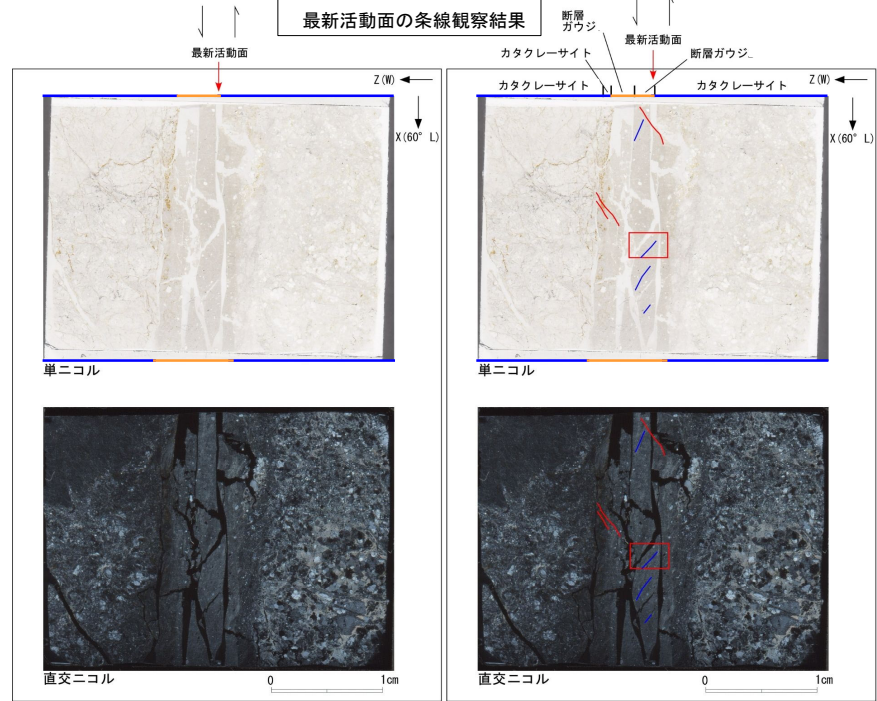 最新活動面の条線観察結果
最新活動面
Z(W)
X(60° L)
単ニコル
直交ニコル
0
1cm
断層
ガウジ
最新活動面
カタクレーサイト
断層ガウジ
カタクレーサイト
カタクレーサイト
Z(W)
X(60° L)
単ニコル
直交ニコル
0
1cm